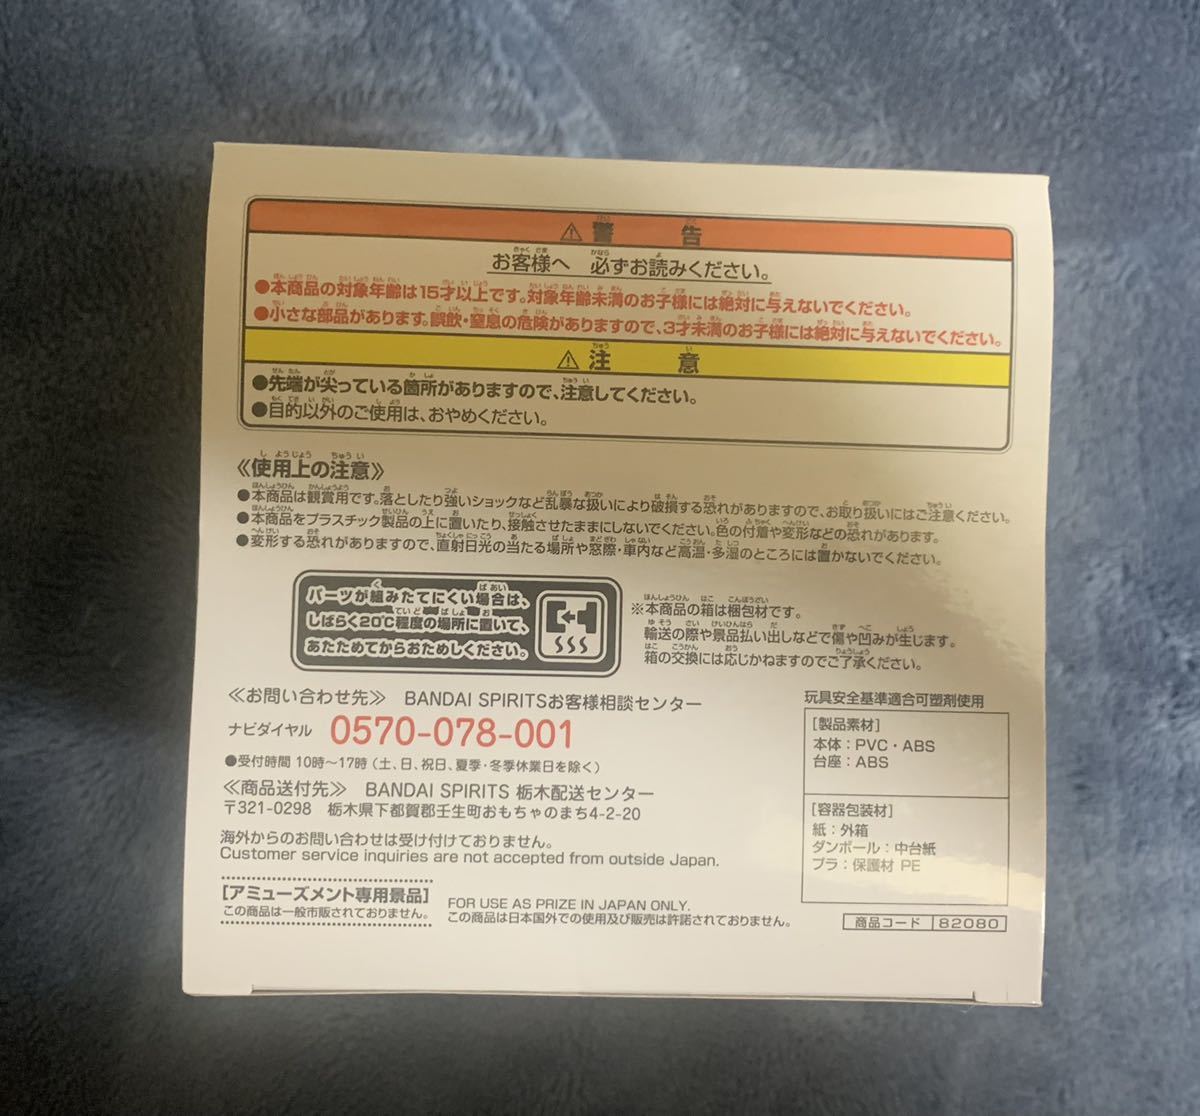 ⚠警告
お客様へ 必ずお読みください。
●本商品の対象年齢は15才以上です。対象年齢未満のお子様には絶対に与えないでください。
●小さな部品があります。誤飲・窒息の危険がありますので、3才未満のお子様には絶対に与えないでください。
⚠注意
●先端が尖っている箇所がありますので、注意してください。
●目的以外のご使用は、おやめください。
《使用上の注意》
●本商品は観賞用です。落としたり強いショックなど乱暴な扱いにより破損する恐れがありますので、お取り扱いにはご注意ください。
●本商品をプラスチック製品の上に置いたり、接触させたままにしないでください。色の付着や変形などの恐れがあります。
●変形する恐れがありますので、直射日光の当たる場所や窓際・車内など高温・多湿のところには置かないでください。
パーツが組みたてにくい場合は、
しばらく20℃程度の場所に置いて、
あたためてからおためしください。
※本商品の箱は梱包材です。
輸送の際や景品払い出しなどで傷や凹みが生じます。
箱の交換には応じかねますのでご了承ください。
≪お問い合わせ先≫ BANDAI SPIRITSお客様相談センター
ナビダイヤル 0570-078-001
●受付時間 10時〜17時（土、日、祝日、夏季・冬季休業日を除く）
≪商品送付先≫ BANDAI SPIRITS 栃木配送センター
〒321-0298 栃木県下都賀郡壬生町おもちゃのまち4-2-20
海外からのお問い合わせは受け付けておりません。
Customer service inquiries are not accepted from outside Japan.
[アミューズメント専用景品]
この商品は一般市販されておりません。
FOR USE AS PRIZE IN JAPAN ONLY.
この商品は日本国外での使用及び販売は許諾されておりません。
玩具安全基準適合可塑剤使用
[製品素材]
本体：PVC・ABS
台座：ABS
[容器包装材]
紙：外箱
ダンボール：中台紙
プラ：保護材 PE
商品コード 82080